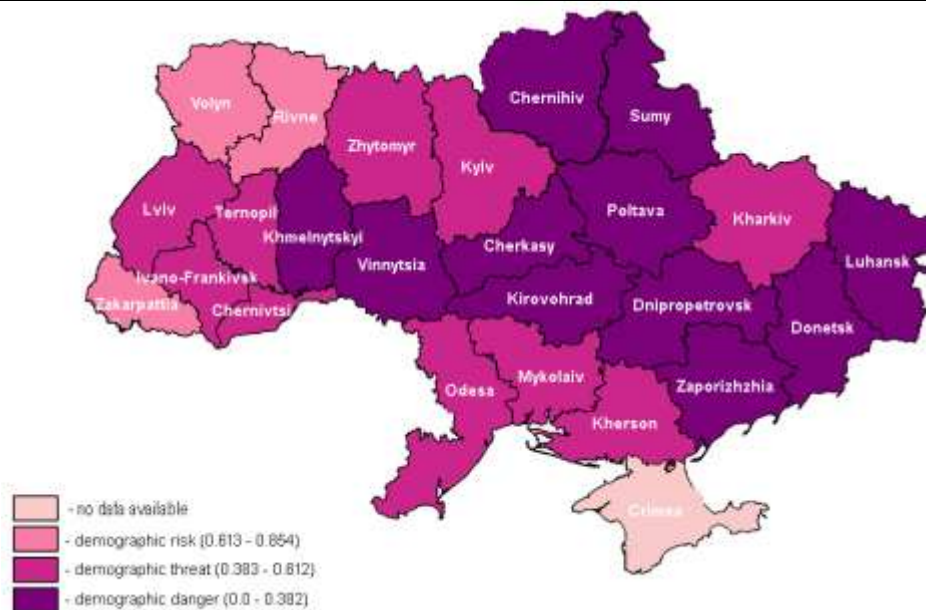 Chernihiv
Sumy
Volyn
Rivne
Zhytomyr
Kyiv
Lviv
Ternopil
Khmelnytskyi
Poltava
Kharkiv
Vinnytsia
Cherkasy
Luhansk
Ivano-Frankivsk
Zakarpattia
Chernivtsi
Kirovohrad
Dnipropetrovsk
Donetsk
Odesa
Mykolaiv
Zaporizhzhia
Kherson
Crimea
- no data available
- demographic risk (0.613 - 0.854)
- demographic threat (0.383 - 0.612)
- demographic danger (0.0 - 0.382)